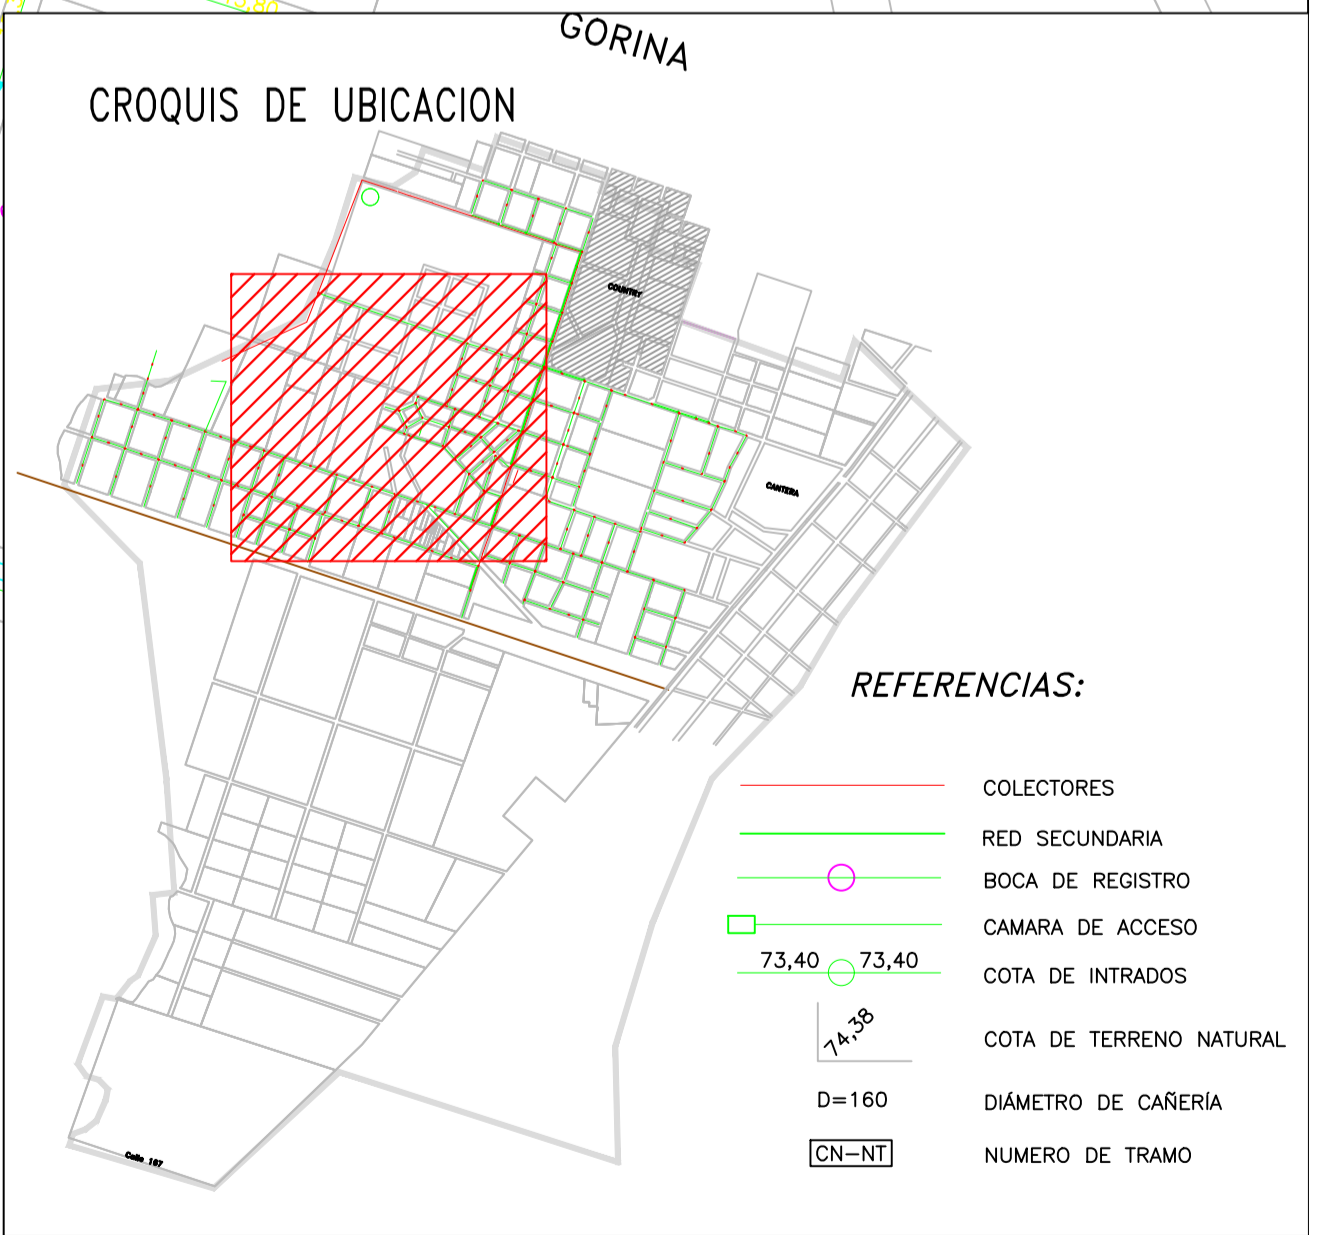 75,80
GORINA
CROQUIS DE UBICACION
COUNTRY
CANTERA
REFERENCIAS:
COLECTORES
RED SECUNDARIA
BOCA DE REGISTRO
CAMARA DE ACCESO
73,40 73,40
COTA DE INTRADOS
74,38
COTA DE TERRENO NATURAL
D=160
DIÁMETRO DE CAÑERÍA
CN-NT
NUMERO DE TRAMO
Calle 167